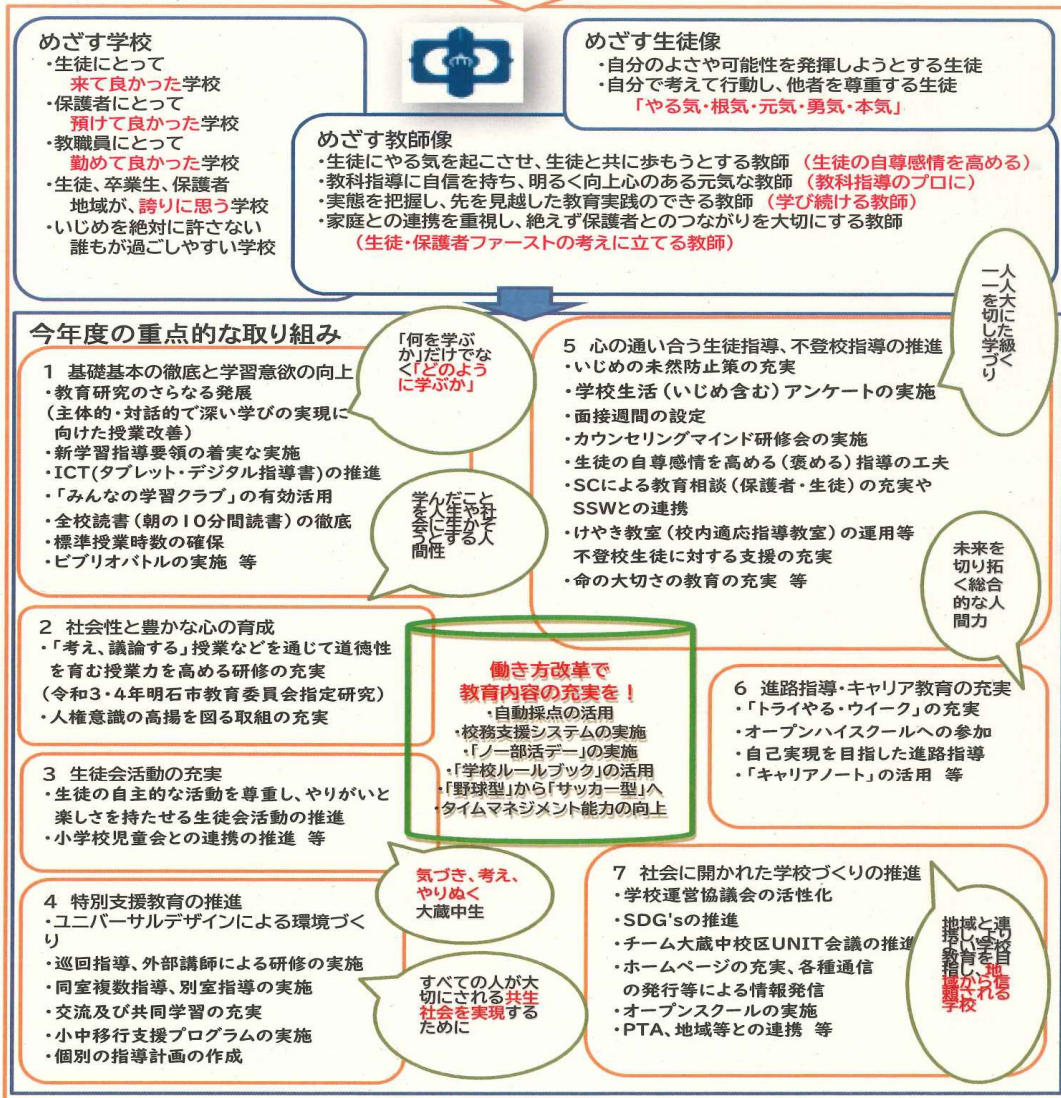 めざす学校
・生徒にとって
来て良かった学校
・保護者にとって
預けて良かった学校
・教職員にとって
勤めて良かった学校
・生徒、卒業生、保護者
地域が、誇りに思う学校
・いじめを絶対に許さない
誰もが過ごしやすい学校
めざす生徒像
・自分のよさや可能性を発揮しようとする生徒
・自分で考えて行動し、他者を尊重する生徒
「やる気・根気・元気・勇気・本気」
めざす教師像
・生徒にやる気を起こさせ、生徒と共に歩もうとする教師 (生徒の自尊感情を高める)
・教科指導に自信を持ち、明るく向上心のある元気な教師 (教科指導のプロに)
・実態を把握し、先を見越した教育実践のできる教師 (学び続ける教師)
・家庭との連携を重視し、絶えず保護者とのつながりを大切にする教師
(生徒・保護者ファーストの考えに立てる教師)
今年度の重点的な取り組み
1 基礎基本の徹底と学習意欲の向上
・教育研究のさらなる発展
(主体的・対話的で深い学びの実現に
向けた授業改善)
・新学習指導要領の着実な実施
・ICT(タブレット・デジタル指導書)の推進
・「みんなの学習クラブ」の有効活用
・全校読書(朝の10分間読書)の徹底
・標準授業時数の確保
・ビブリオバトルの実施 等
「何を学ぶ
か」だけでな
く「どのよう
に学ぶか」
学んだこと
を人生や社
会に生かそ
うとする人
間性
2 社会性と豊かな心の育成
・「考え、議論する」授業などを通じて道徳性
を育む授業力を高める研修の充実
(令和3・4年明石市教育委員会指定研究)
・人権意識の高揚を図る取組の充実
3 生徒会活動の充実
・生徒の自主的な活動を尊重し、やりがいと
楽しさを持たせる生徒会活動の推進
・小学校児童会との連携の推進 等
気づき、考え、
やりぬく
大蔵中生
4 特別支援教育の推進
・ユニバーサルデザインによる環境づく
り
・巡回指導、外部講師による研修の実施
・同室複数指導、別室指導の実施
・交流及び共同学習の充実
・小中移行支援プログラムの実施
・個別の指導計画の作成
すべての人が大
切にされる共生
社会を実現する
ために
働き方改革で
教育内容の充実を!
・自動採点の活用
・校務支援システムの実施
・「ノー部活デー」の実施
・「学校ルールブック」の活用
・「野球型」から「サッカー型」へ
・タイムマネジメント能力の向上
5 心の通い合う生徒指導、不登校指導の推進
・いじめの未然防止策の充実
・学校生活(いじめ含む)アンケートの実施
・面接週間の設定
・カウンセリングマインド研修会の実施
・生徒の自尊感情を高める(褒める)指導の工夫
・SCによる教育相談(保護者・生徒)の充実や
SSWとの連携
・けやき教室(校内適応指導教室)の運用等
不登校生徒に対する支援の充実
・命の大切さの教育の充実 等
一人一人を
大切にし
た学級づくり
未来を
切り拓
く総合
的な人
間力
6 進路指導・キャリア教育の充実
・「トライやる・ウイーク」の充実
・オープンハイスクールへの参加
・自己実現を目指した進路指導
・「キャリアノート」の活用 等
7 社会に開かれた学校づくりの推進
・学校運営協議会の活性化
・SDG'sの推進
・チーム大蔵中校区UNIT会議の推進
・ホームページの充実、各種通信
の発行等による情報発信
・オープンスクールの実施
・PTA、地域等との連携 等
地域と連
携し、より
よい学校
教育を目
指し、地
域から信
頼される
学校